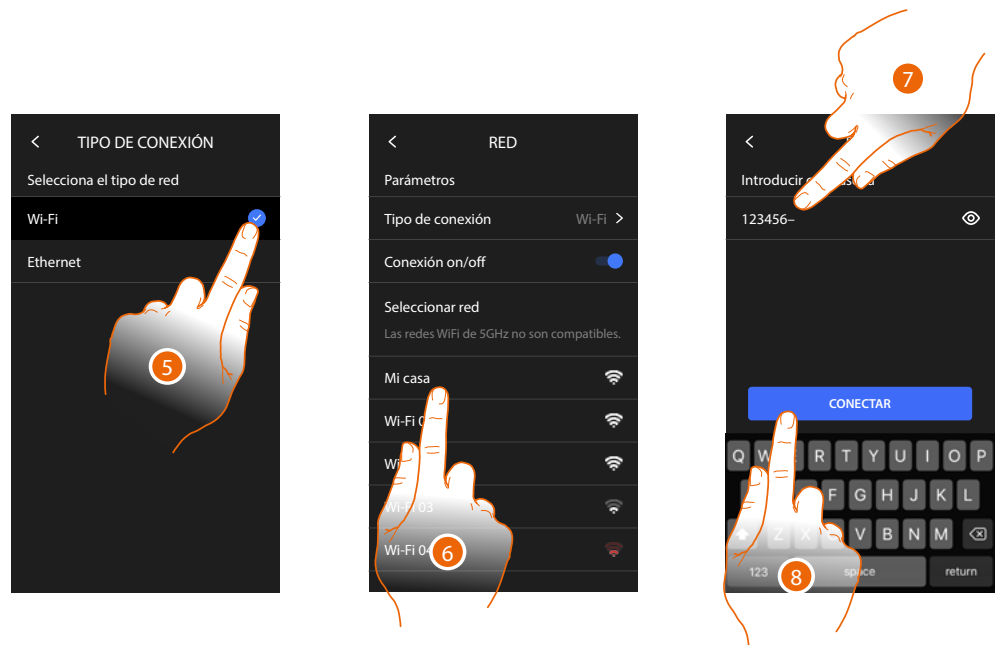 TIPO DE CONEXIÓN
Selecciona el tipo de red
Wi-Fi
Ethernet
5
RED
Parámetros
Tipo de conexión Wi-Fi
Conexión on/off
Seleccionar red
Las redes WiFi de 5GHz no son compatibles.
Mi casa
Wi-Fi
Wi-Fi 03
Wi-Fi 04
6
7
Introducir
123456–
CONECTAR
Q W R T Y U I O P
F G H J K L
Z X V B N M
123 space return
8